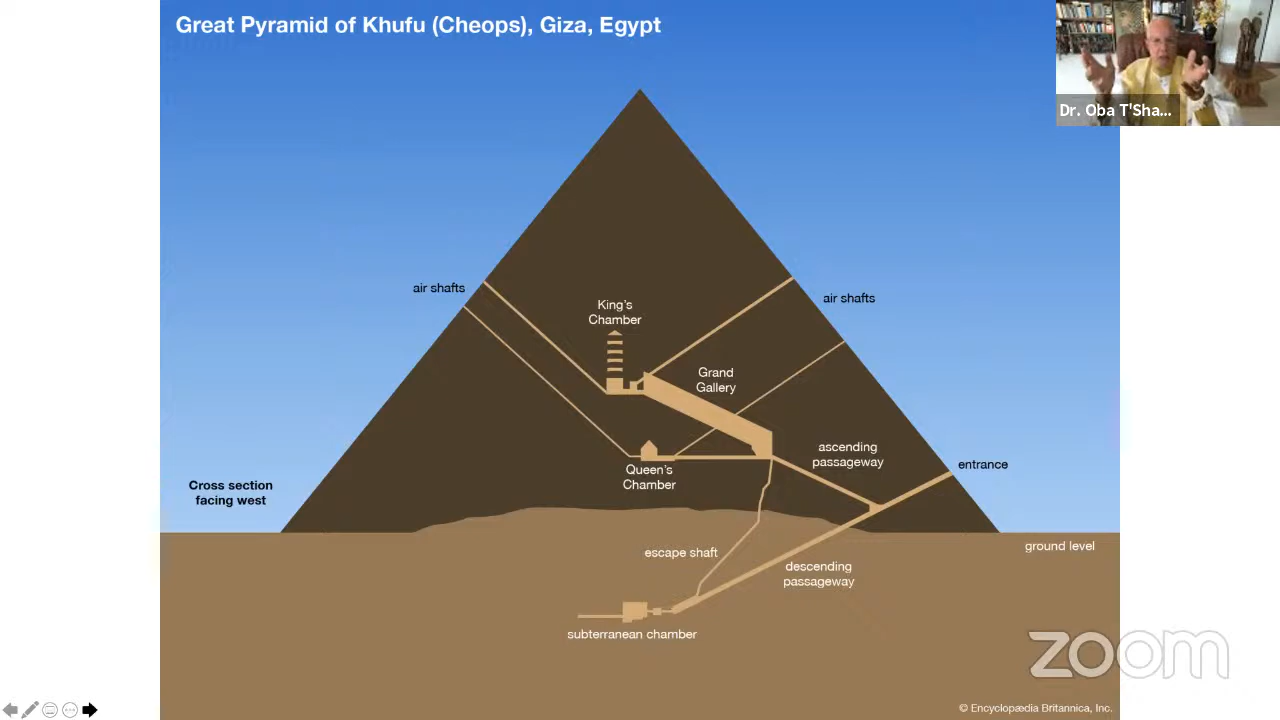 Great Pyramid of Khufu (Cheops), Giza, Egypt
Dr. Oba T'Sha...
air shafts
air shafts
King's
Chamber
Grand
Gallery
ascending
passageway
entrance
Queen's
Chamber
Cross section
facing west
ground level
escape shaft
descending
passageway
subterranean chamber
zoom
© Encyclopædia Britannica, Inc.